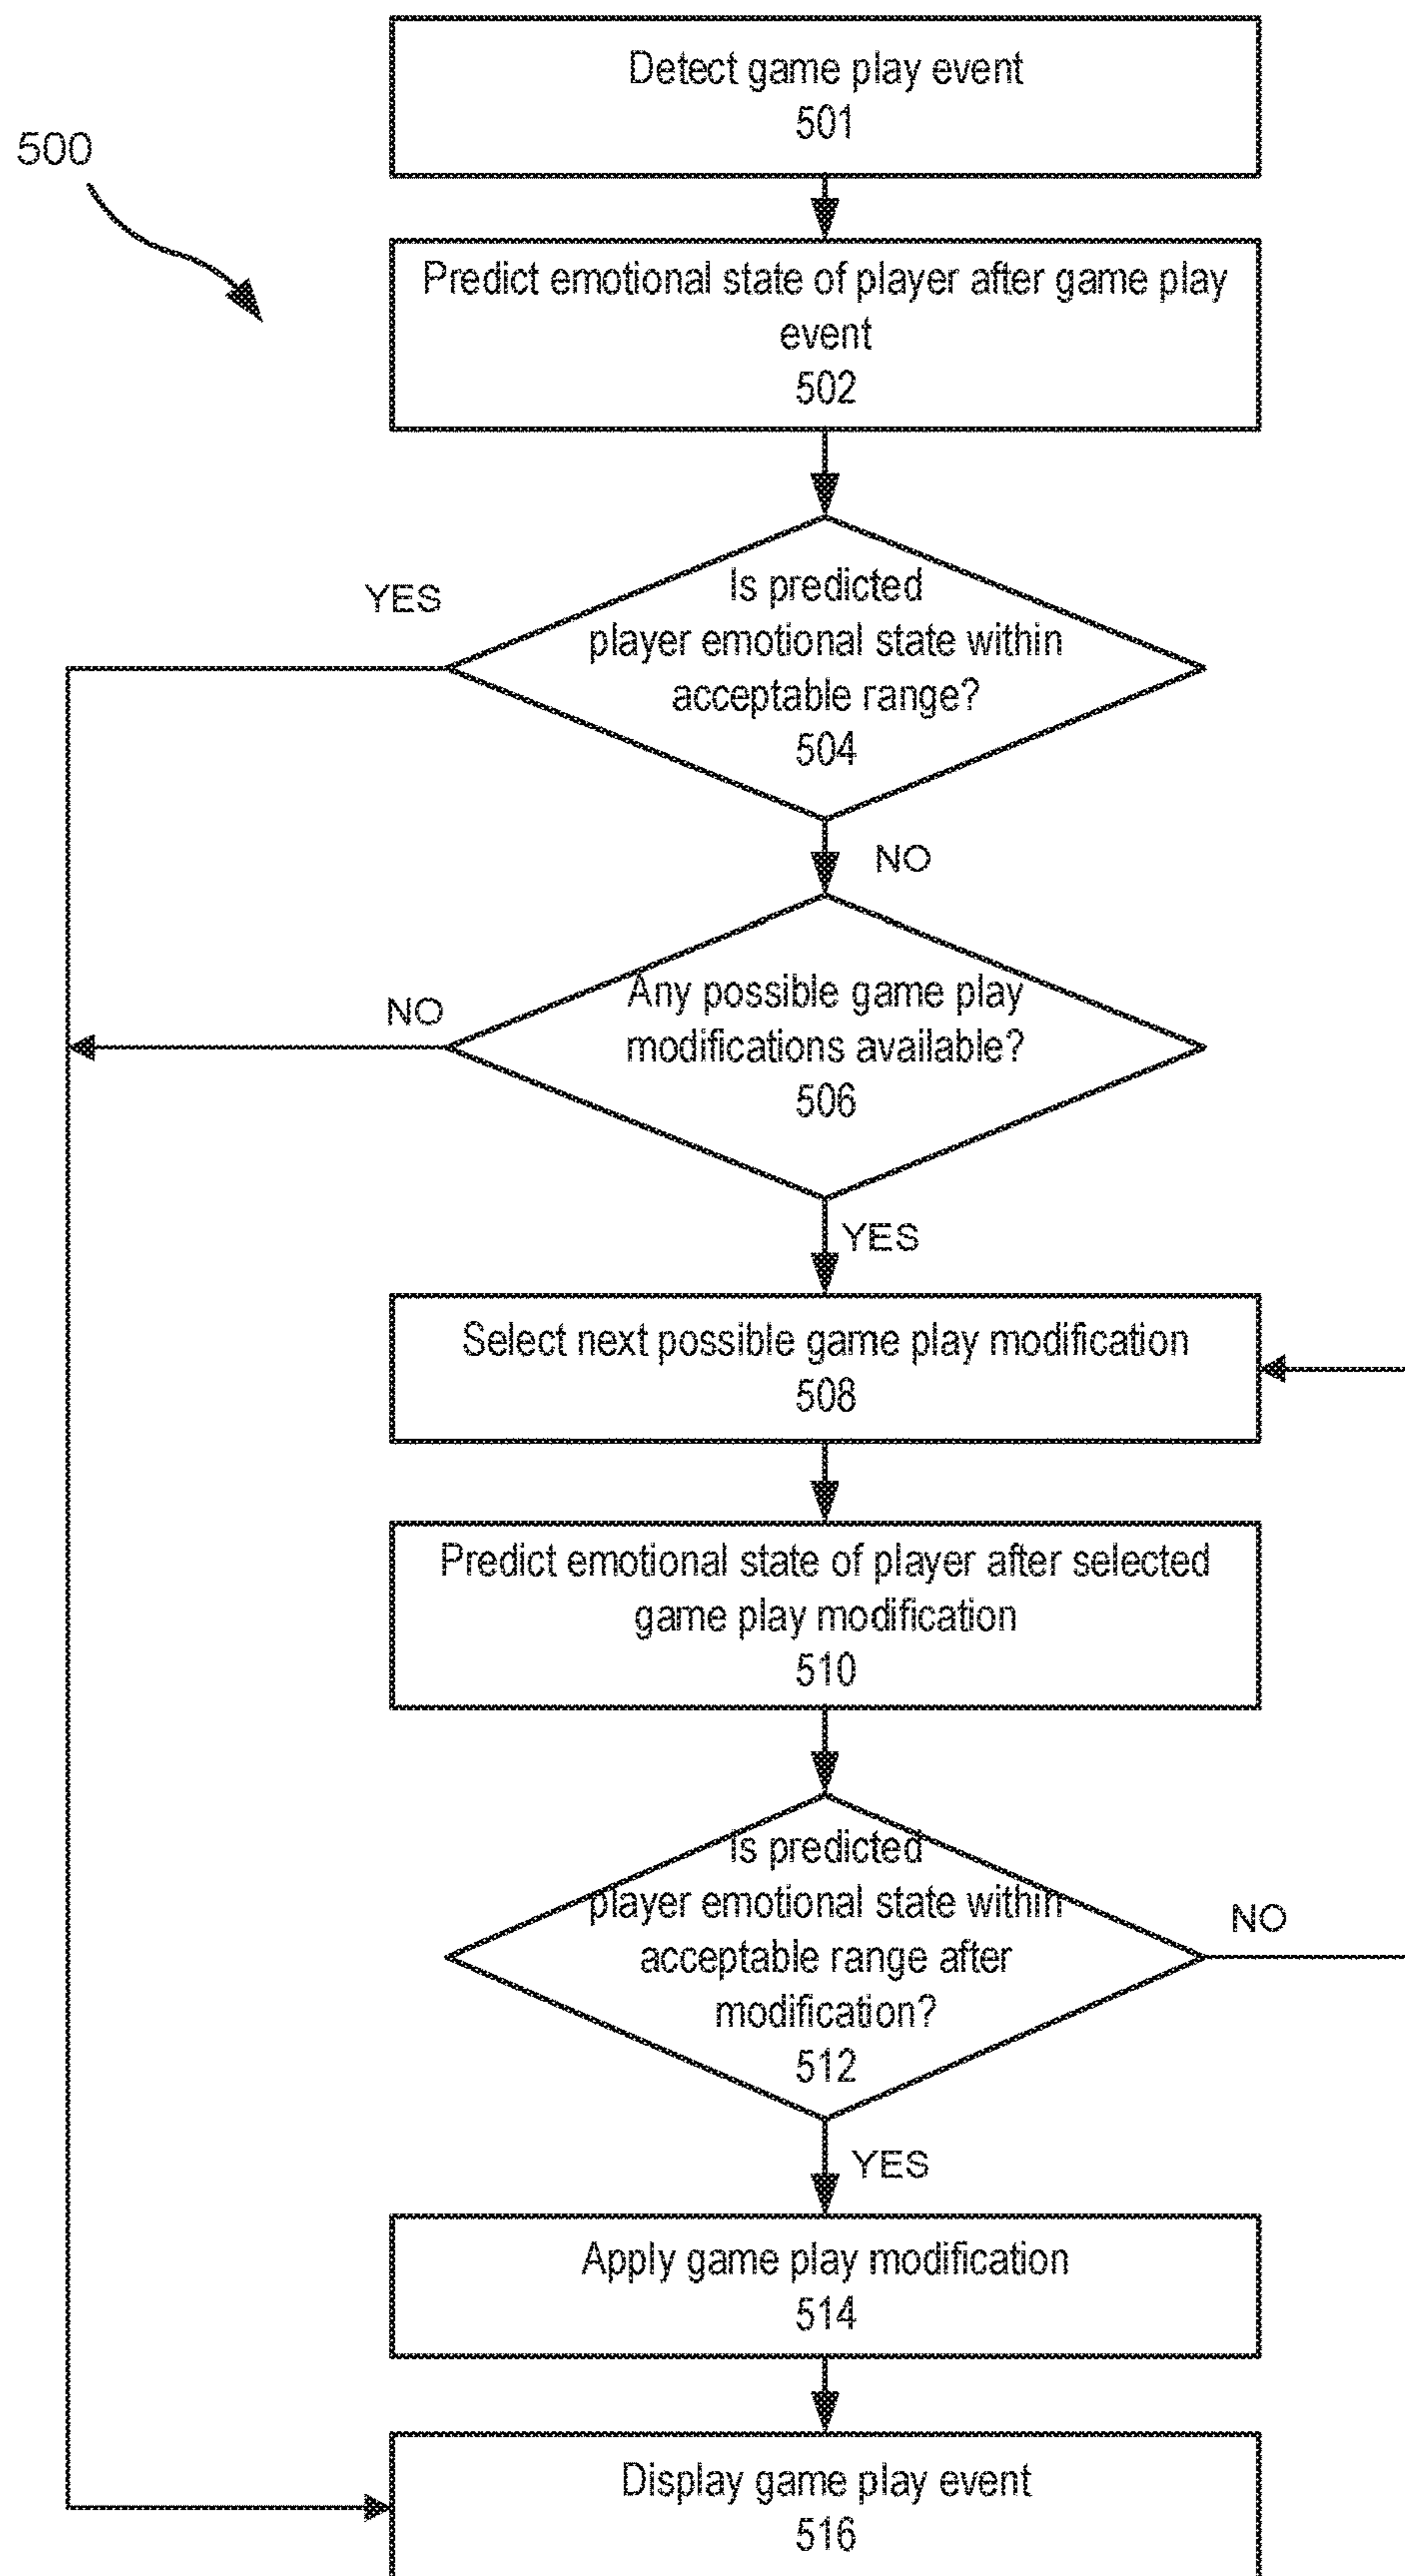 Detect game play event
501
500
Predict emotional state of player after game play
event
502
YES
Is predicted
player emotional state within
acceptable range?
504
NO
NO
Any possible game play
modifications available?
506
YES
Select next possible game play modification
508
Predict emotional state of player after selected
game play modification
510
Is predicted
player emotional state within
acceptable range after
modification?
512
NO
YES
Apply game play modification
514
Display game play event
516